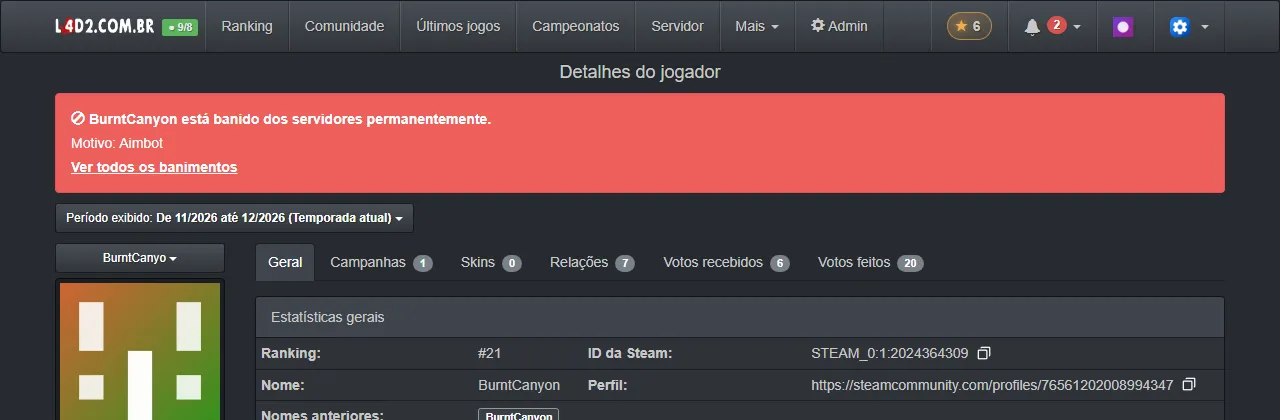 L4D2.COM.BR 9/8 Ranking Comunidade Últimos jogos Campeonatos Servidor Mais Admin 6 2
Detalhes do jogador
BurntCanyon está banido dos servidores permanentemente.
Motivo: Aimbot
Ver todos os banimentos
Período exibido: De 11/2026 até 12/2026 (Temporada atual)
BurntCanyo
Geral Campanhas 1 Skins 0 Relações 7 Votos recebidos 6 Votos feitos 20
Estatísticas gerais
Ranking: #21 ID da Steam: STEAM_0:1:2024364309
Nome: BurntCanyon Perfil: https://steamcommunity.com/profiles/76561202008994347
Nomes anteriores: BurntCanyon